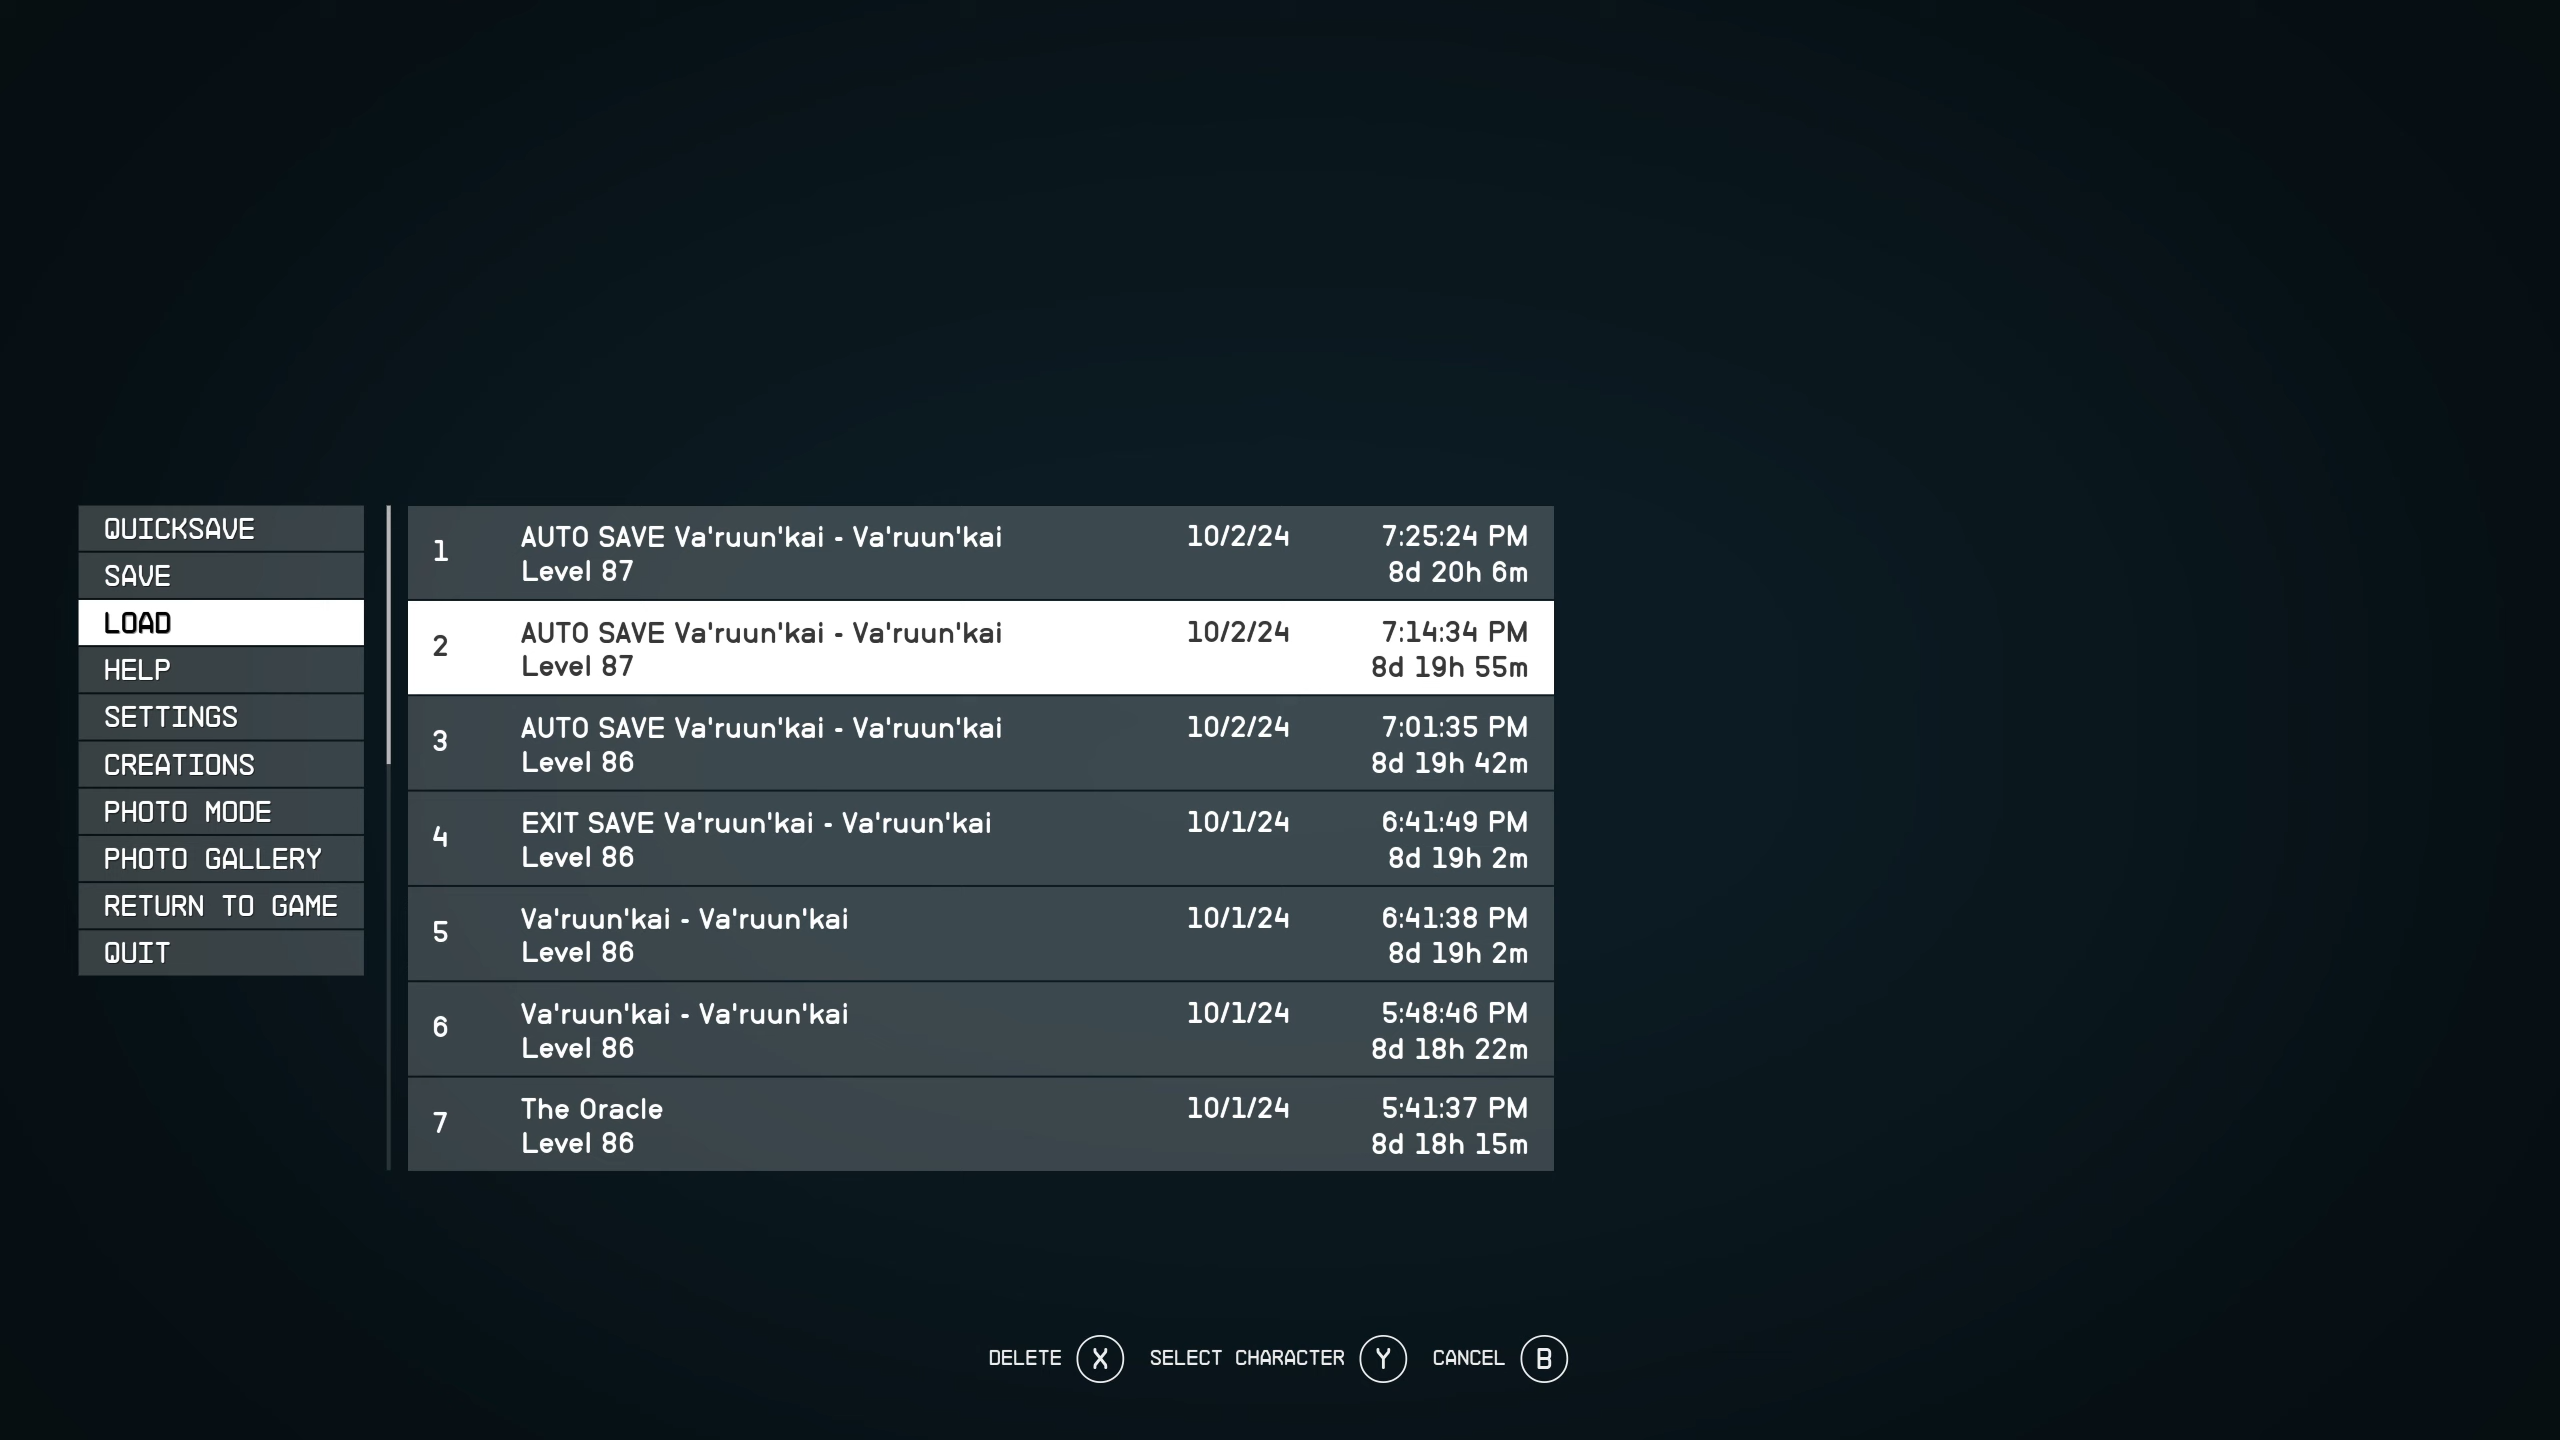 QUICKSAVE
SAVE
LOAD
HELP
SETTINGS
CREATIONS
PHOTO MODE
PHOTO GALLERY
RETURN TO GAME
QUIT
1 AUTO SAVE Va'ruun'kai - Va'ruun'kai 10/2/24 7:25:24 PM
Level 87 8d 20h 6m
2 AUTO SAVE Va'ruun'kai - Va'ruun'kai 10/2/24 7:14:34 PM
Level 87 8d 19h 55m
3 AUTO SAVE Va'ruun'kai - Va'ruun'kai 10/2/24 7:01:35 PM
Level 86 8d 19h 42m
4 EXIT SAVE Va'ruun'kai - Va'ruun'kai 10/1/24 6:41:49 PM
Level 86 8d 19h 2m
5 Va'ruun'kai - Va'ruun'kai 10/1/24 6:41:38 PM
Level 86 8d 19h 2m
6 Va'ruun'kai - Va'ruun'kai 10/1/24 5:48:46 PM
Level 86 8d 18h 22m
7 The Oracle 10/1/24 5:41:37 PM
Level 86 8d 18h 15m
DELETE X SELECT CHARACTER Y CANCEL B